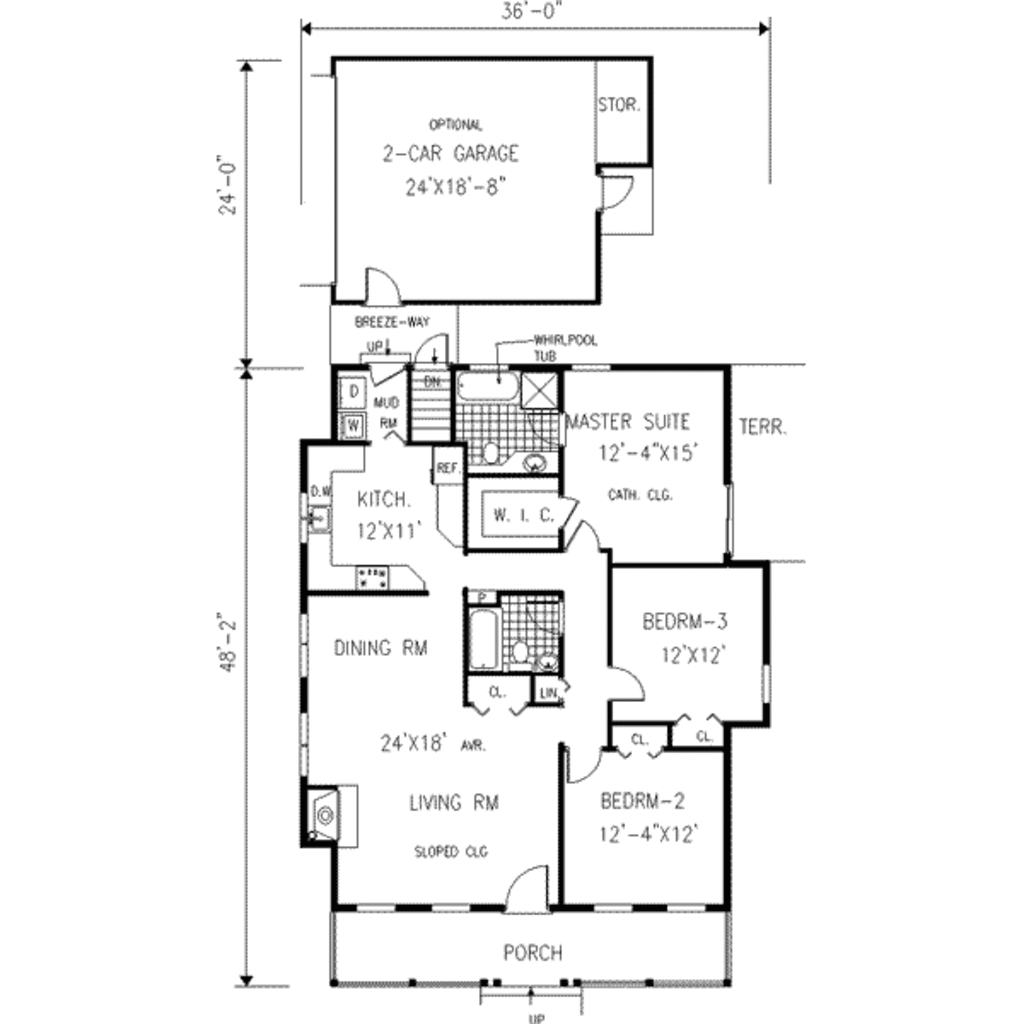 36'-0"
24'-0"
STOR.
OPTIONAL
2-CAR GARAGE
24'X18'-8"
BREEZE-WAY
UP
WHIRLPOOL
TUB
DN.
D
MUD
RM
W
MASTER SUITE
12'-4"X15'
CATH. CLG.
TERR.
REF.
D.W
KITCH.
12'X11'
W. I. C.
48'-2"
P
BEDRM-3
12'X12'
DINING RM
CL.
LIN.
24'X18' AVR.
CL.
CL.
LIVING RM
SLOPED CLG
BEDRM-2
12'-4"X12'
PORCH
UP